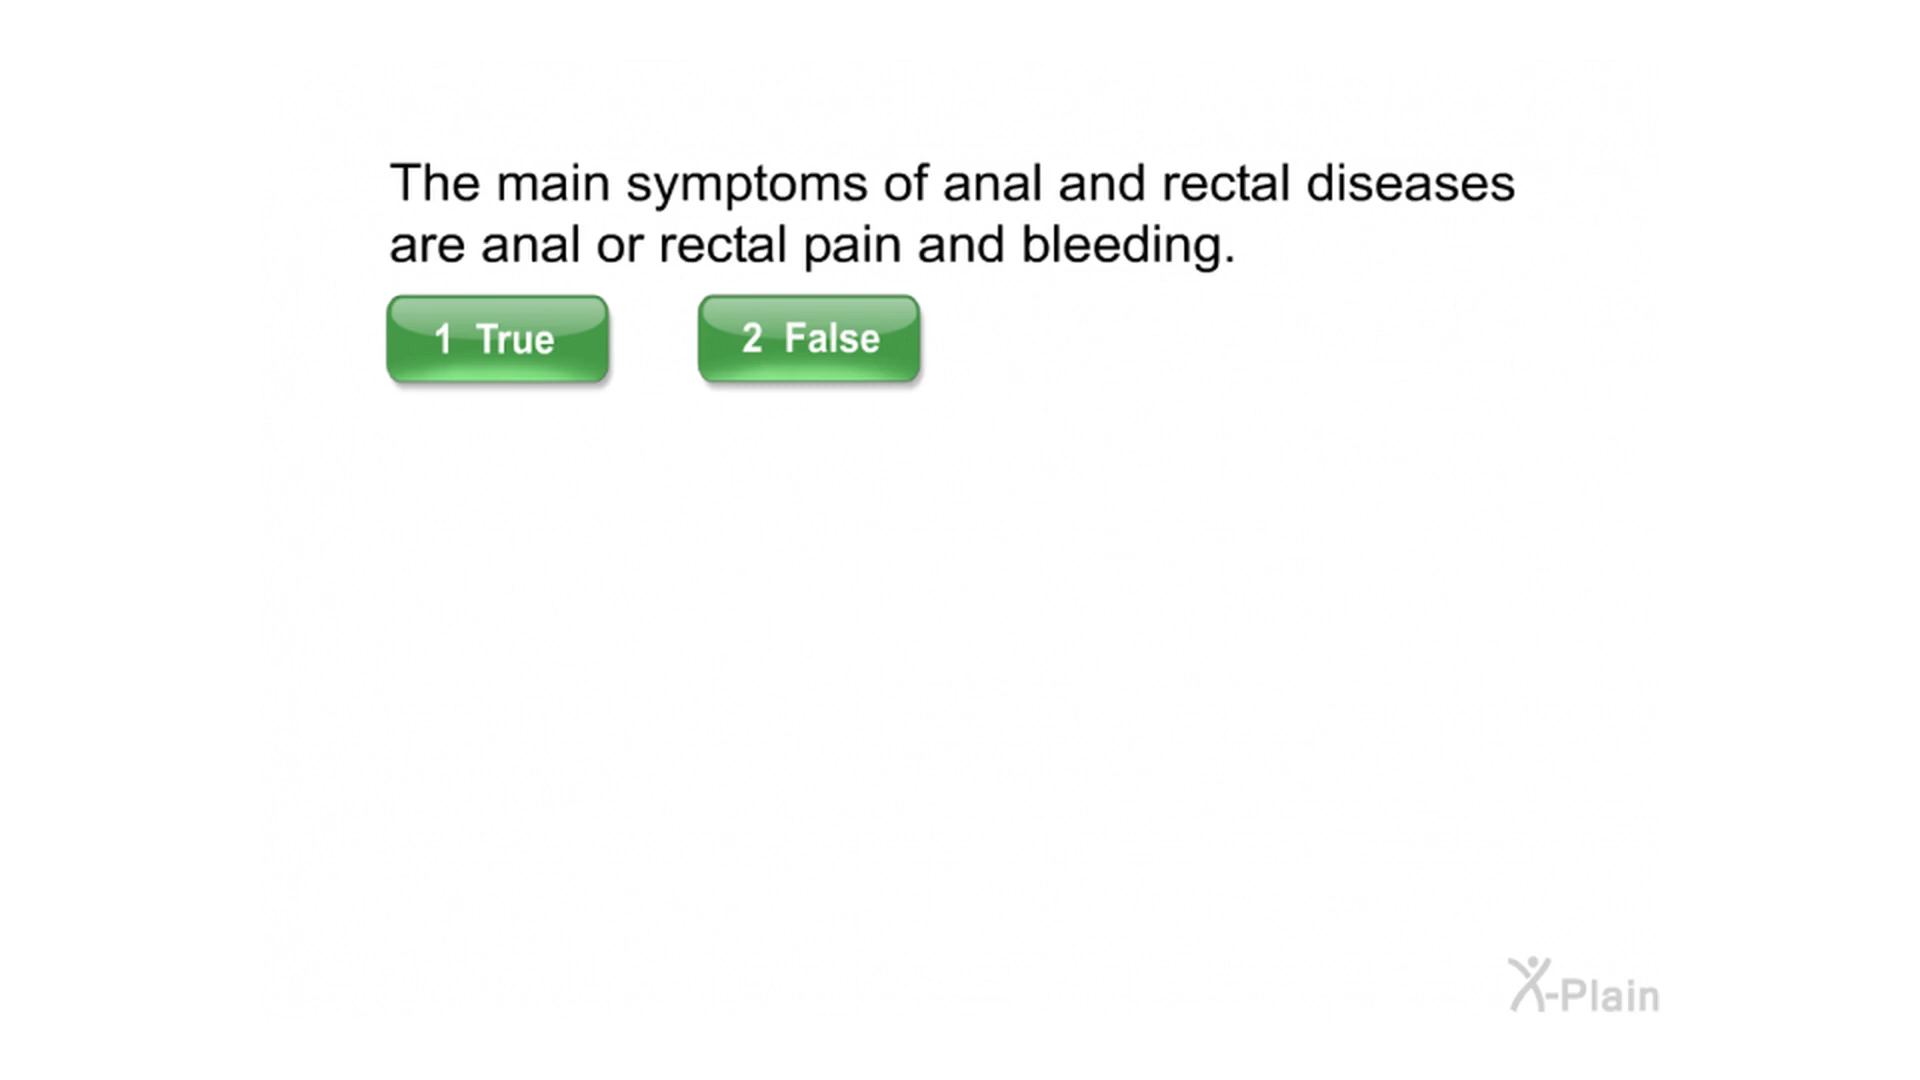 The main symptoms of anal and rectal diseases
are anal or rectal pain and bleeding.
1 True
2 False
X-Plain